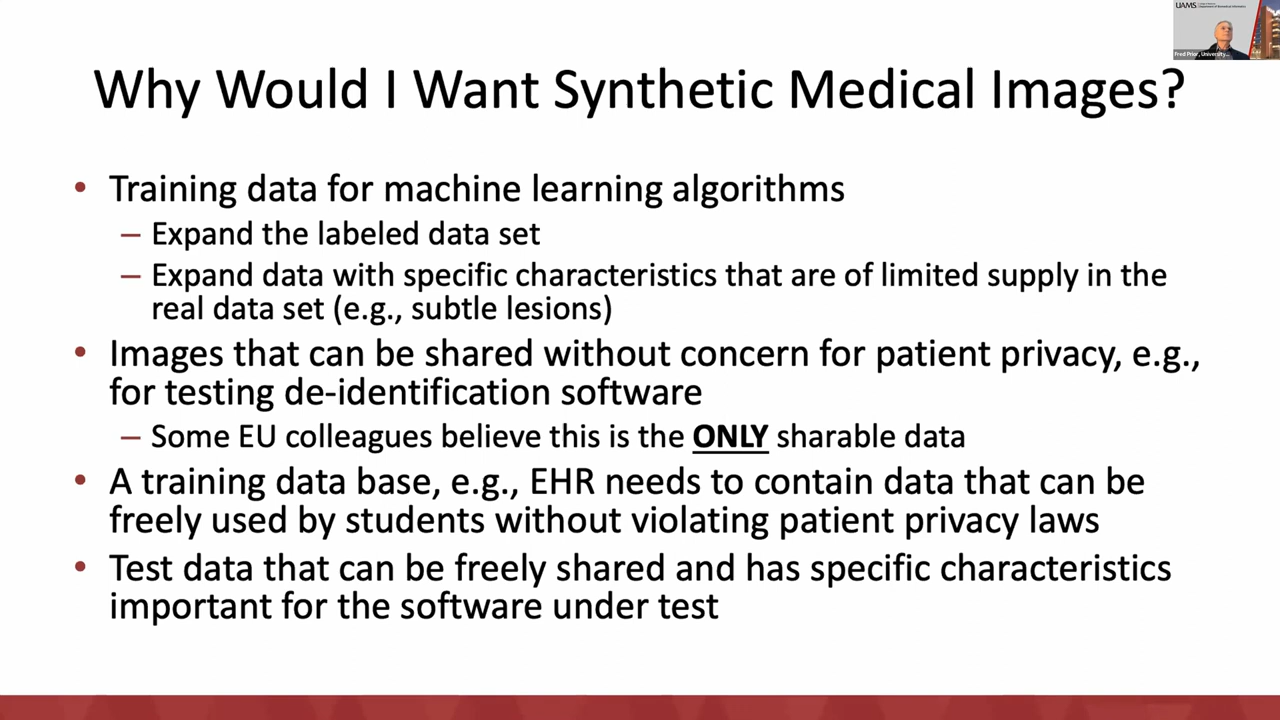 UAMS
Fred Prior, University...
Why Would I Want Synthetic Medical Images?
• Training data for machine learning algorithms
– Expand the labeled data set
– Expand data with specific characteristics that are of limited supply in the
real data set (e.g., subtle lesions)
• Images that can be shared without concern for patient privacy, e.g.,
for testing de-identification software
– Some EU colleagues believe this is the ONLY sharable data
• A training data base, e.g., EHR needs to contain data that can be
freely used by students without violating patient privacy laws
• Test data that can be freely shared and has specific characteristics
important for the software under test